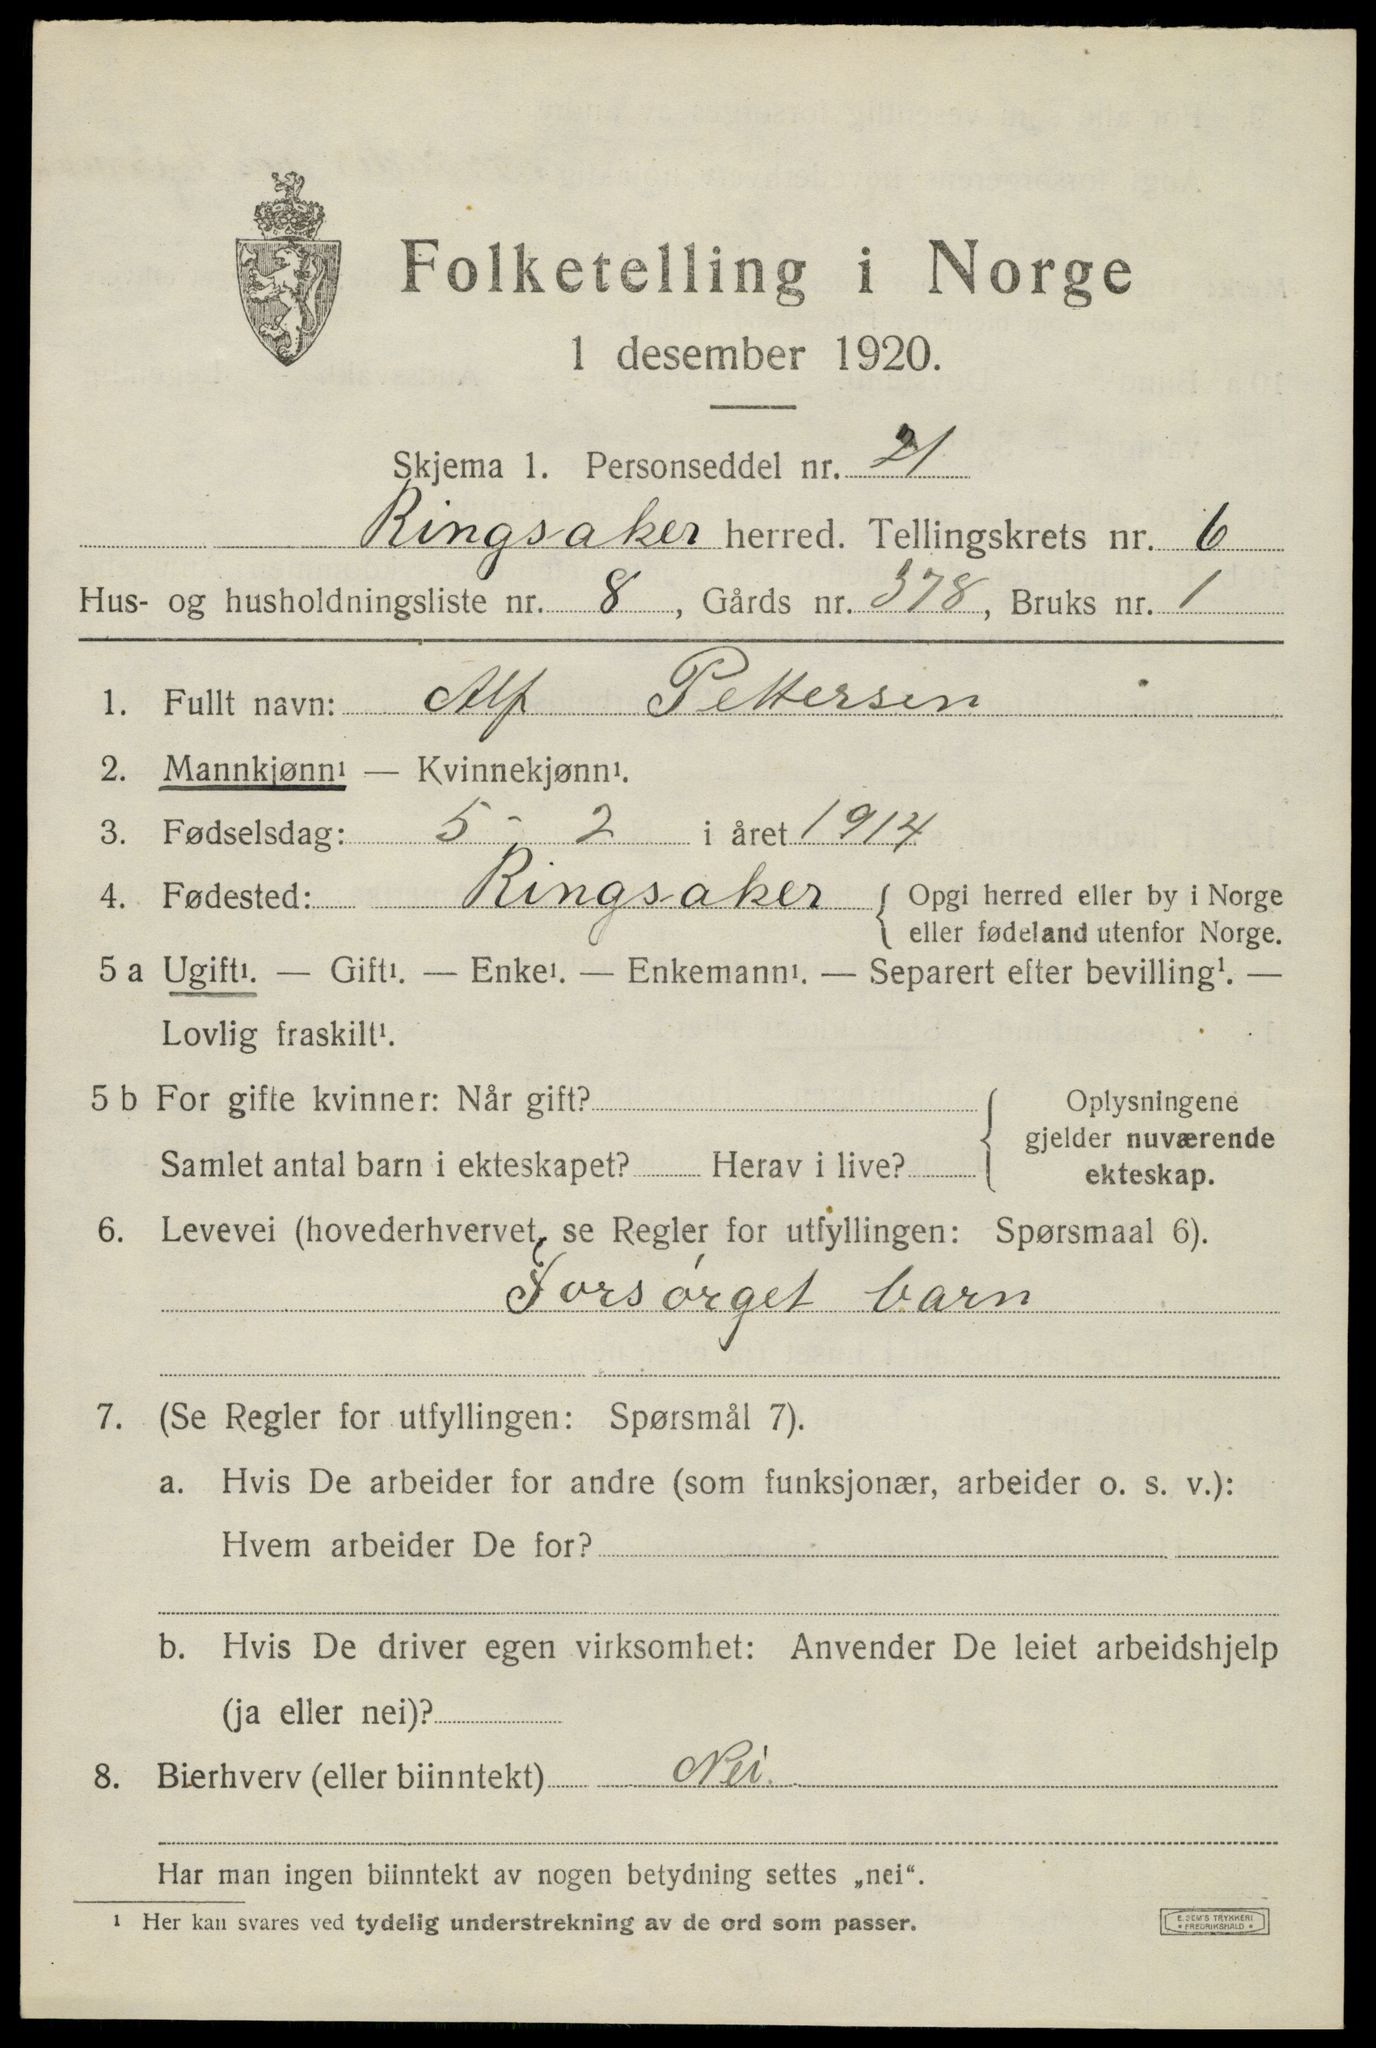 Folketelling i Norge
1 desember 1920.
Skjema 1. Personseddel nr. 21
Ringsaker herred. Tellingskrets nr. 6
Hus- og husholdningsliste nr. 8, Gårds nr. 378, Bruks nr. 1
1. Fullt navn: Alf Pettersen
2. Mannkjønn¹ — Kvinnekjønn¹.
3. Fødselsdag: 5 - 2 i året 1914
4. Fødested: Ringsaker { Opgi herred eller by i Norge
eller fødeland utenfor Norge.
5 a Ugift¹. — Gift¹. — Enke¹. — Enkemann¹. — Separert efter bevilling¹. —
Lovlig fraskilt¹.
5 b For gifte kvinner: Når gift? { Oplysningene
gjelder nuværende
Samlet antal barn i ekteskapet? Herav i live?
ekteskap.
6. Levevei (hovederhvervet, se Regler for utfyllingen: Spørsmaal 6).
Forsørget barn
7. (Se Regler for utfyllingen: Spørsmål 7).
a. Hvis De arbeider for andre (som funksjonær, arbeider o. s. v.):
Hvem arbeider De for?
b. Hvis De driver egen virksomhet: Anvender De leiet arbeidshjelp
(ja eller nei)?
8. Bierhverv (eller biinntekt) Nei.
Har man ingen biinntekt av nogen betydning settes „nei“.
¹ Her kan svares ved tydelig understrekning av de ord som passer.
E. SEM'S TRYKKERI
* FREDRIKSHALD *